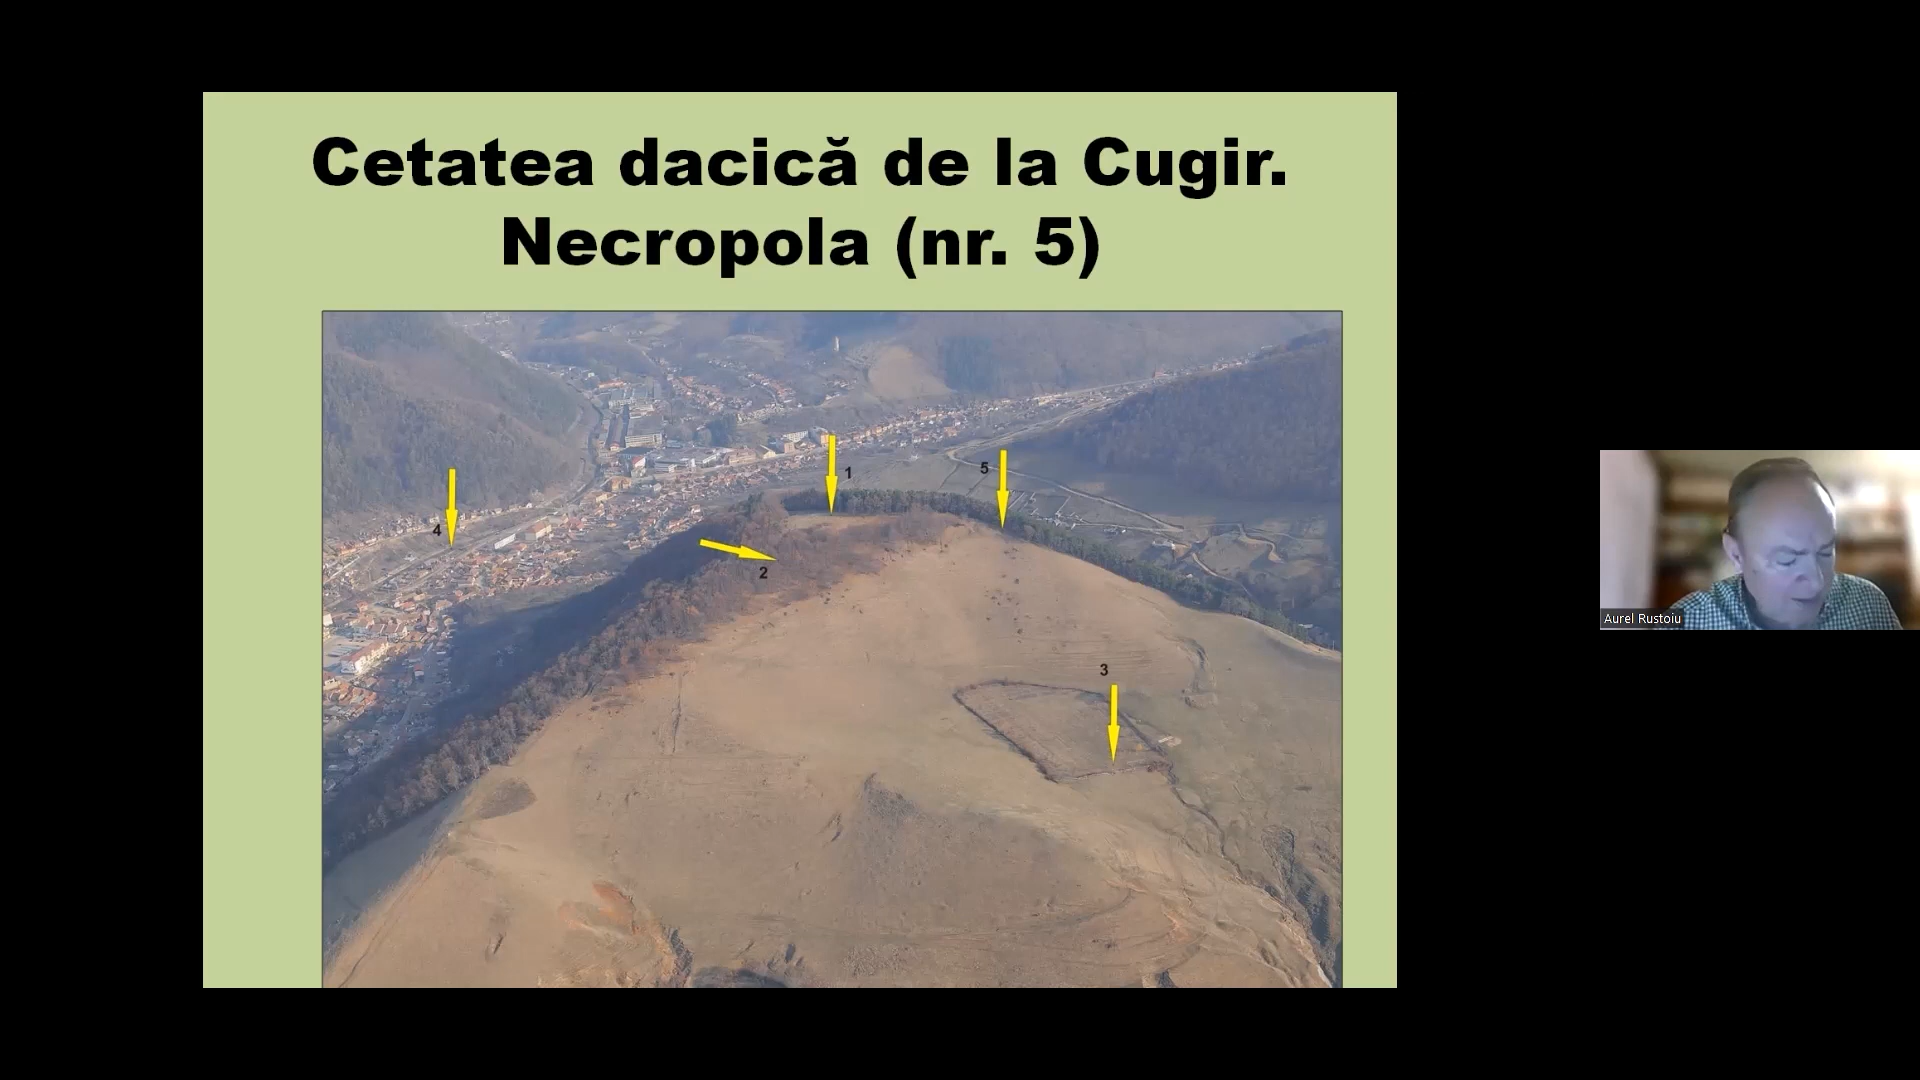 Cetatea dacică de la Cugir.
Necropola (nr. 5)
1
5
4
2
3
Aurel Rustoiu